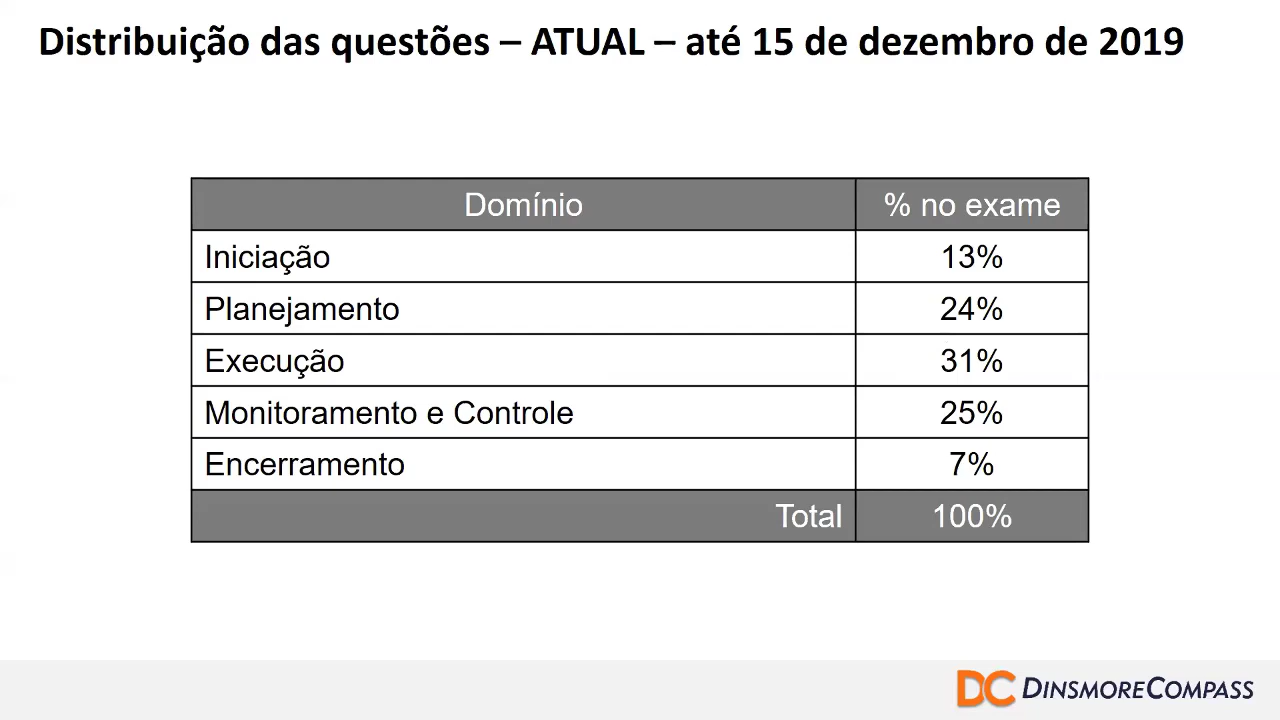 Distribuição das questões – ATUAL – até 15 de dezembro de 2019
Domínio % no exame
Iniciação 13%
Planejamento 24%
Execução 31%
Monitoramento e Controle 25%
Encerramento 7%
Total 100%
DC DINSMORECOMPASS